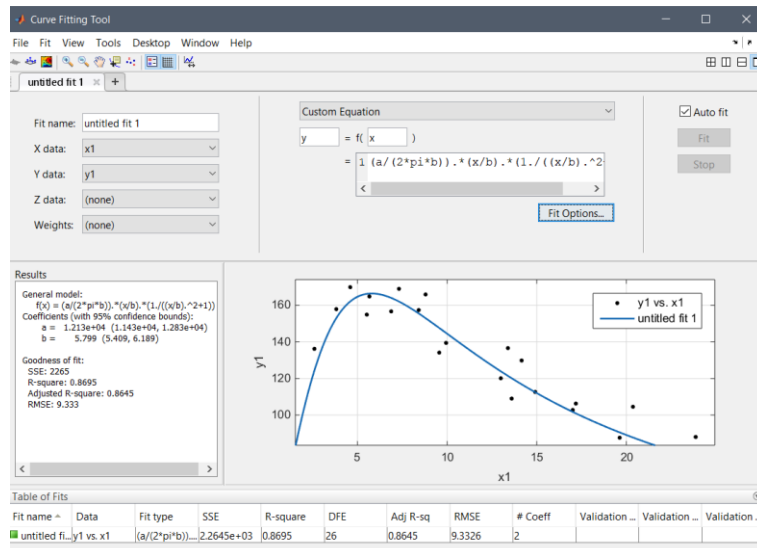 Curve Fitting Tool
File Fit View Tools Desktop Window Help
untitled fit 1
Fit name: untitled fit 1
X data: x1
Y data: y1
Z data: (none)
Weights: (none)
Custom Equation
y = f( x )
= 1 (a/(2*pi*b)).*(x/b).*(1./((x/b).^2
Fit Options...
Auto fit
Fit
Stop
Results
General model:
f(x) = (a/(2*pi*b)).*(x/b).*(1./((x/b).^2+1))
Coefficients (with 95% confidence bounds):
a = 1.213e+04 (1.143e+04, 1.283e+04)
b = 5.799 (5.409, 6.189)
Goodness of fit:
SSE: 2265
R-square: 0.8695
Adjusted R-square: 0.8645
RMSE: 9.333
y1 vs. x1
untitled fit 1
160
140
120
100
y1
5 10 15 20
x1
Table of Fits
Fit name Data Fit type SSE R-square DFE Adj R-sq RMSE # Coeff Validation ... Validation ... Validation
untitled fi... y1 vs. x1 (a/(2*pi*b)).... 2.2645e+03 0.8695 26 0.8645 9.3326 2